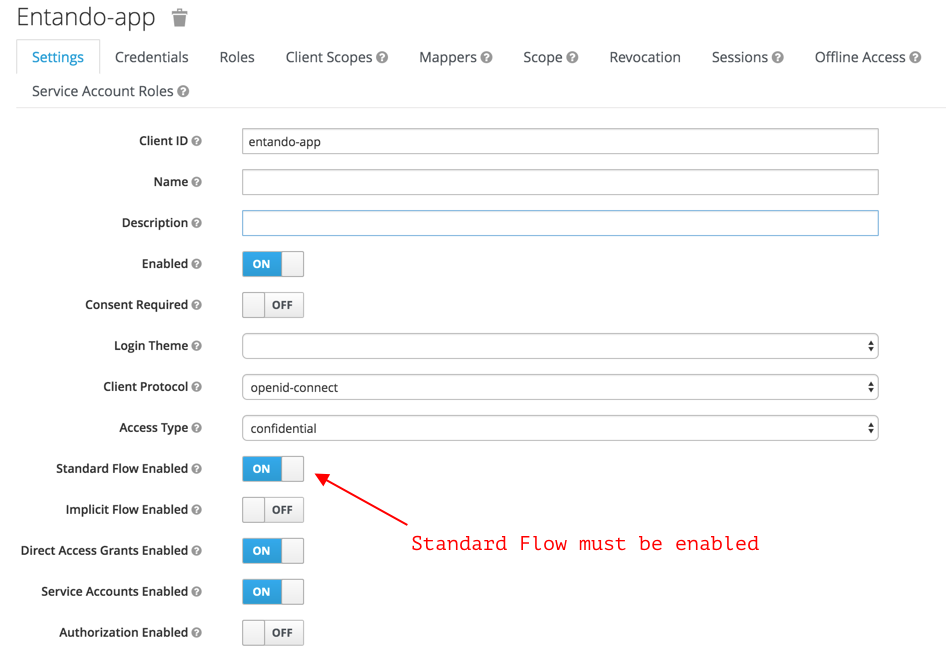 Entando-app
Settings Credentials Roles Client Scopes Mappers Scope Revocation Sessions Offline Access
Service Account Roles
Client ID entando-app
Name
Description
Enabled ON
Consent Required OFF
Login Theme
Client Protocol openid-connect
Access Type confidential
Standard Flow Enabled ON
Implicit Flow Enabled OFF
Standard Flow must be enabled
Direct Access Grants Enabled ON
Service Accounts Enabled ON
Authorization Enabled OFF